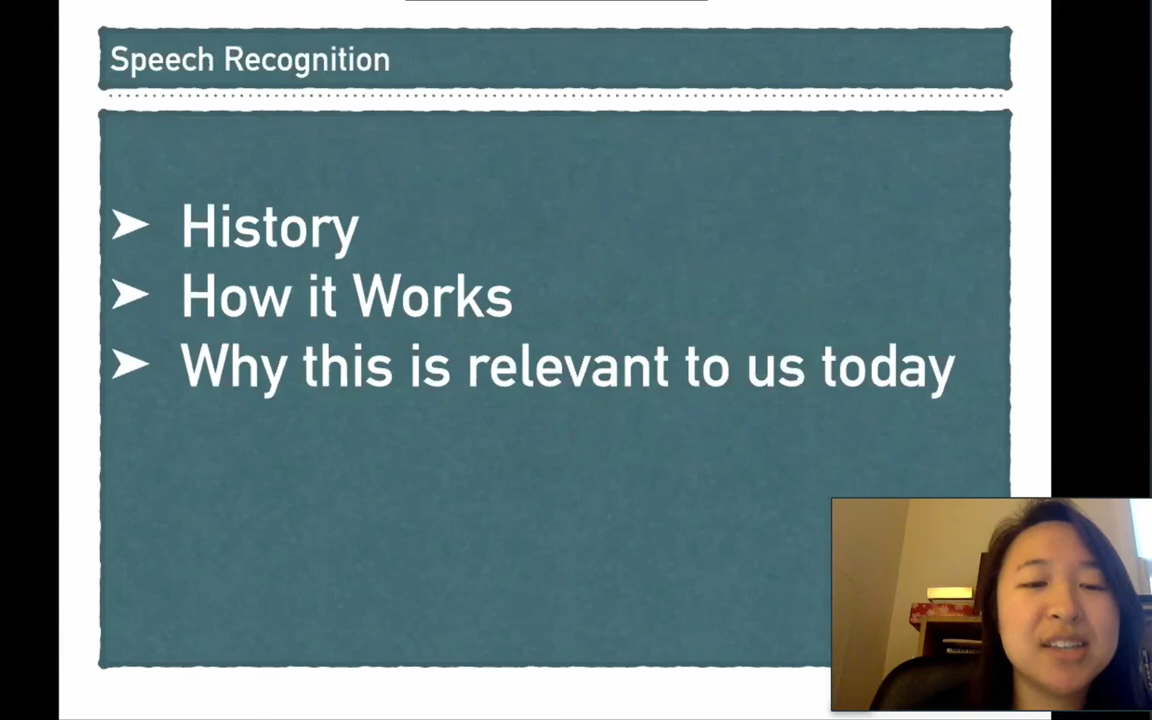 Speech Recognition
➤ History
➤ How it Works
➤ Why this is relevant to us today